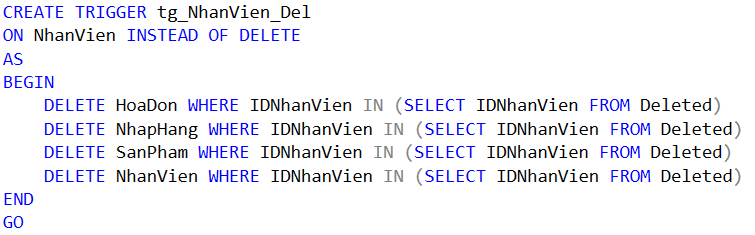 CREATE TRIGGER tg_NhanVien_Del
ON NhanVien INSTEAD OF DELETE
AS
BEGIN
    DELETE HoaDon WHERE IDNhanVien IN (SELECT IDNhanVien FROM Deleted)
    DELETE NhapHang WHERE IDNhanVien IN (SELECT IDNhanVien FROM Deleted)
    DELETE SanPham WHERE IDNhanVien IN (SELECT IDNhanVien FROM Deleted)
    DELETE NhanVien WHERE IDNhanVien IN (SELECT IDNhanVien FROM Deleted)
END
GO